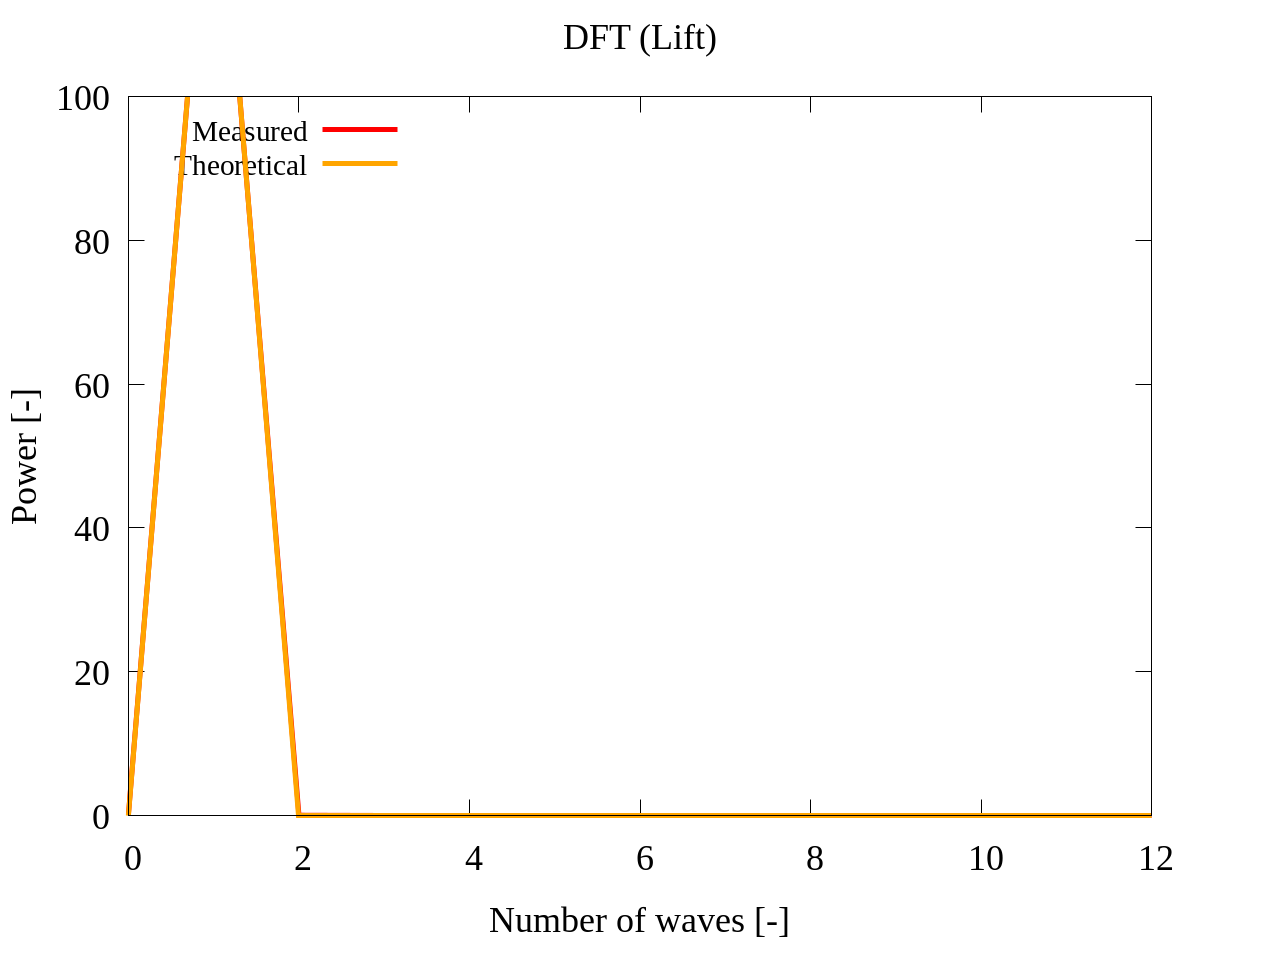 DFT (Lift)
100
80
60
40
20
0
Power [-]
Measured
Theoretical
0 2 4 6 8 10 12
Number of waves [-]